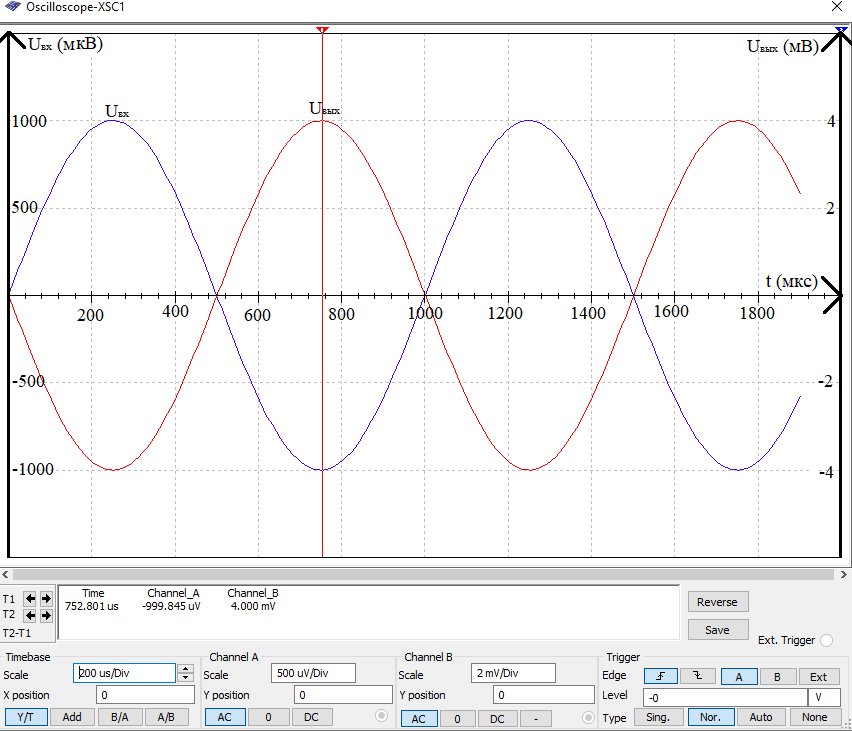 Oscilloscope-XSC1
Uвх (мкВ)
Uвых (мВ)
Uвх
Uвых
1000
4
500
2
t (мкс)
200
400
600
800
1000
1200
1400
1600
1800
-500
-2
-1000
-4
T1
T2
T2-T1
Time Channel_A Channel_B
752.801 us -999.845 uV 4.000 mV
Reverse
Save
Ext. Trigger
Timebase
Scale 200 us/Div
X position 0
Y/T Add B/A A/B
Channel A
Scale 500 uV/Div
Y position 0
AC 0 DC
Channel B
Scale 2 mV/Div
Y position 0
AC 0 DC -
Trigger
Edge A B Ext
Level -0 V
Type Sing. Nor. Auto None